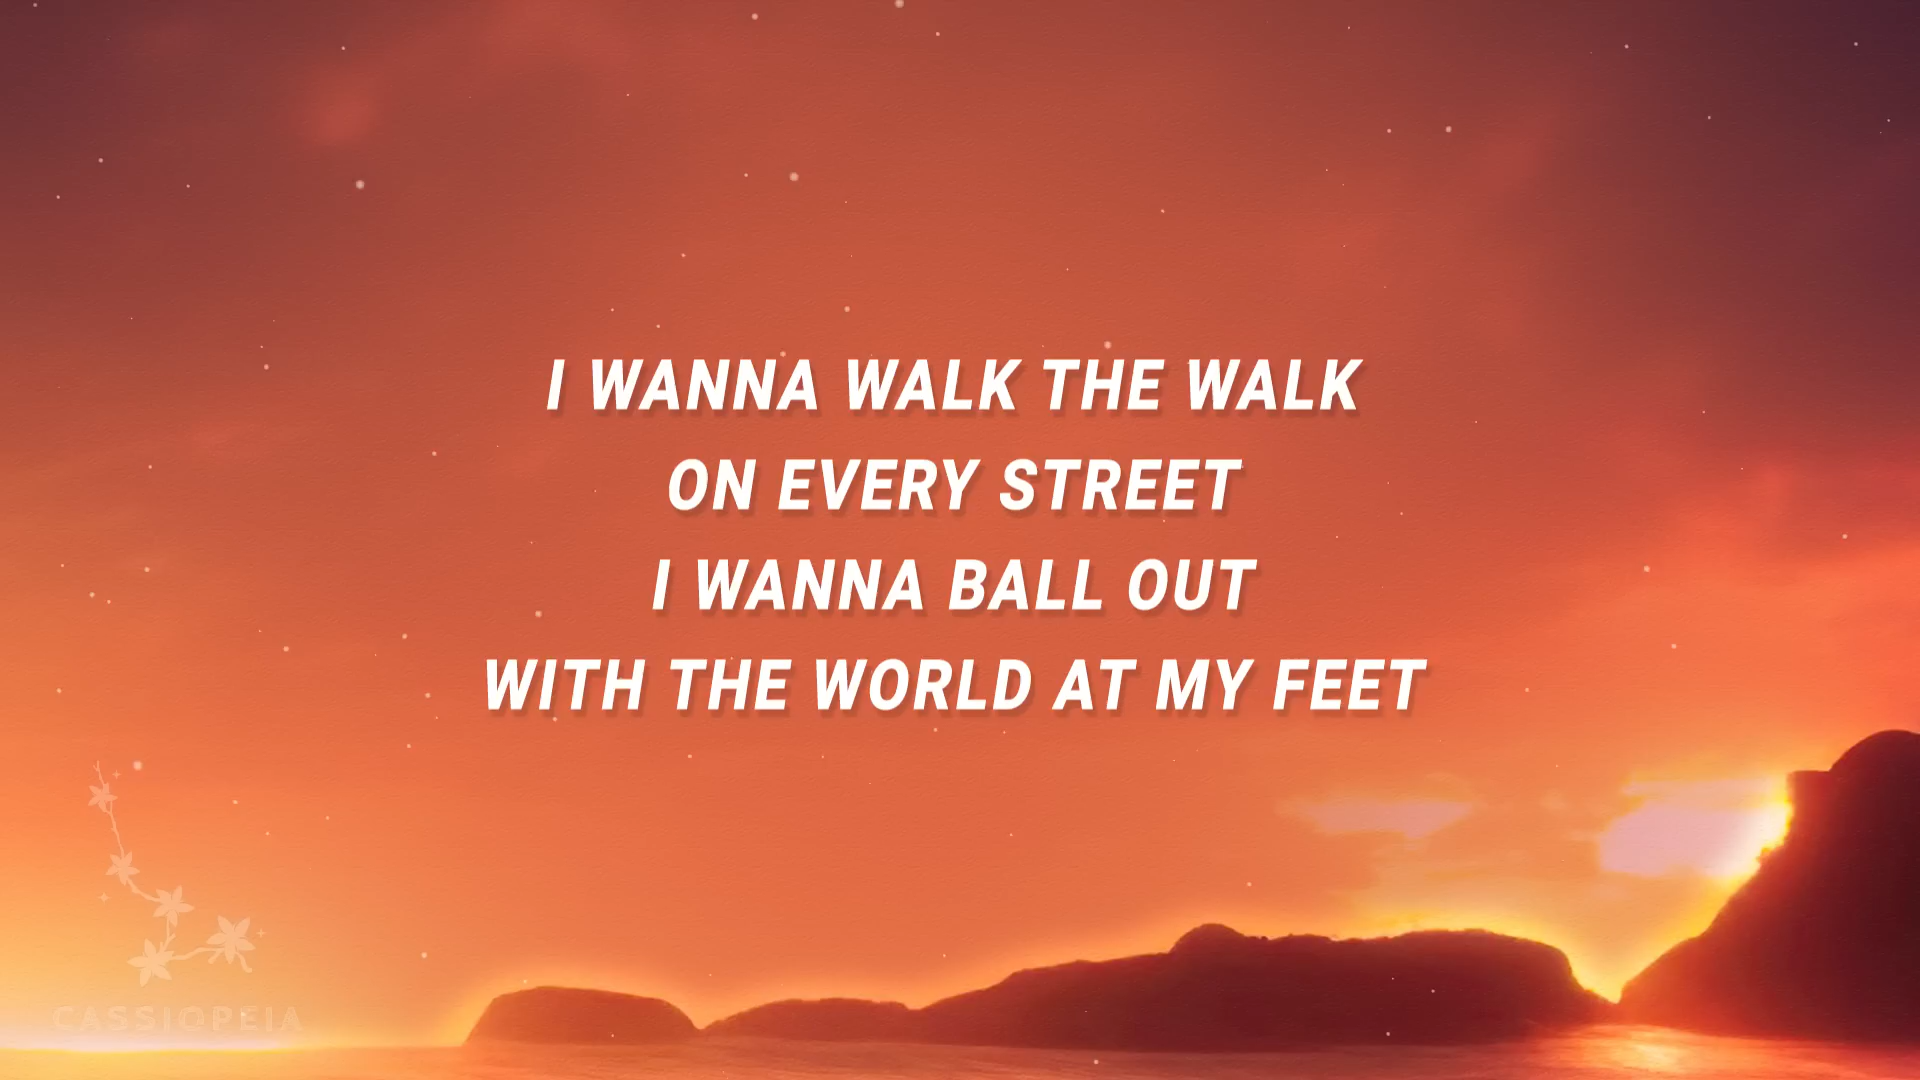 I WANNA WALK THE WALK
ON EVERY STREET
I WANNA BALL OUT
WITH THE WORLD AT MY FEET
CASSIOPEIA